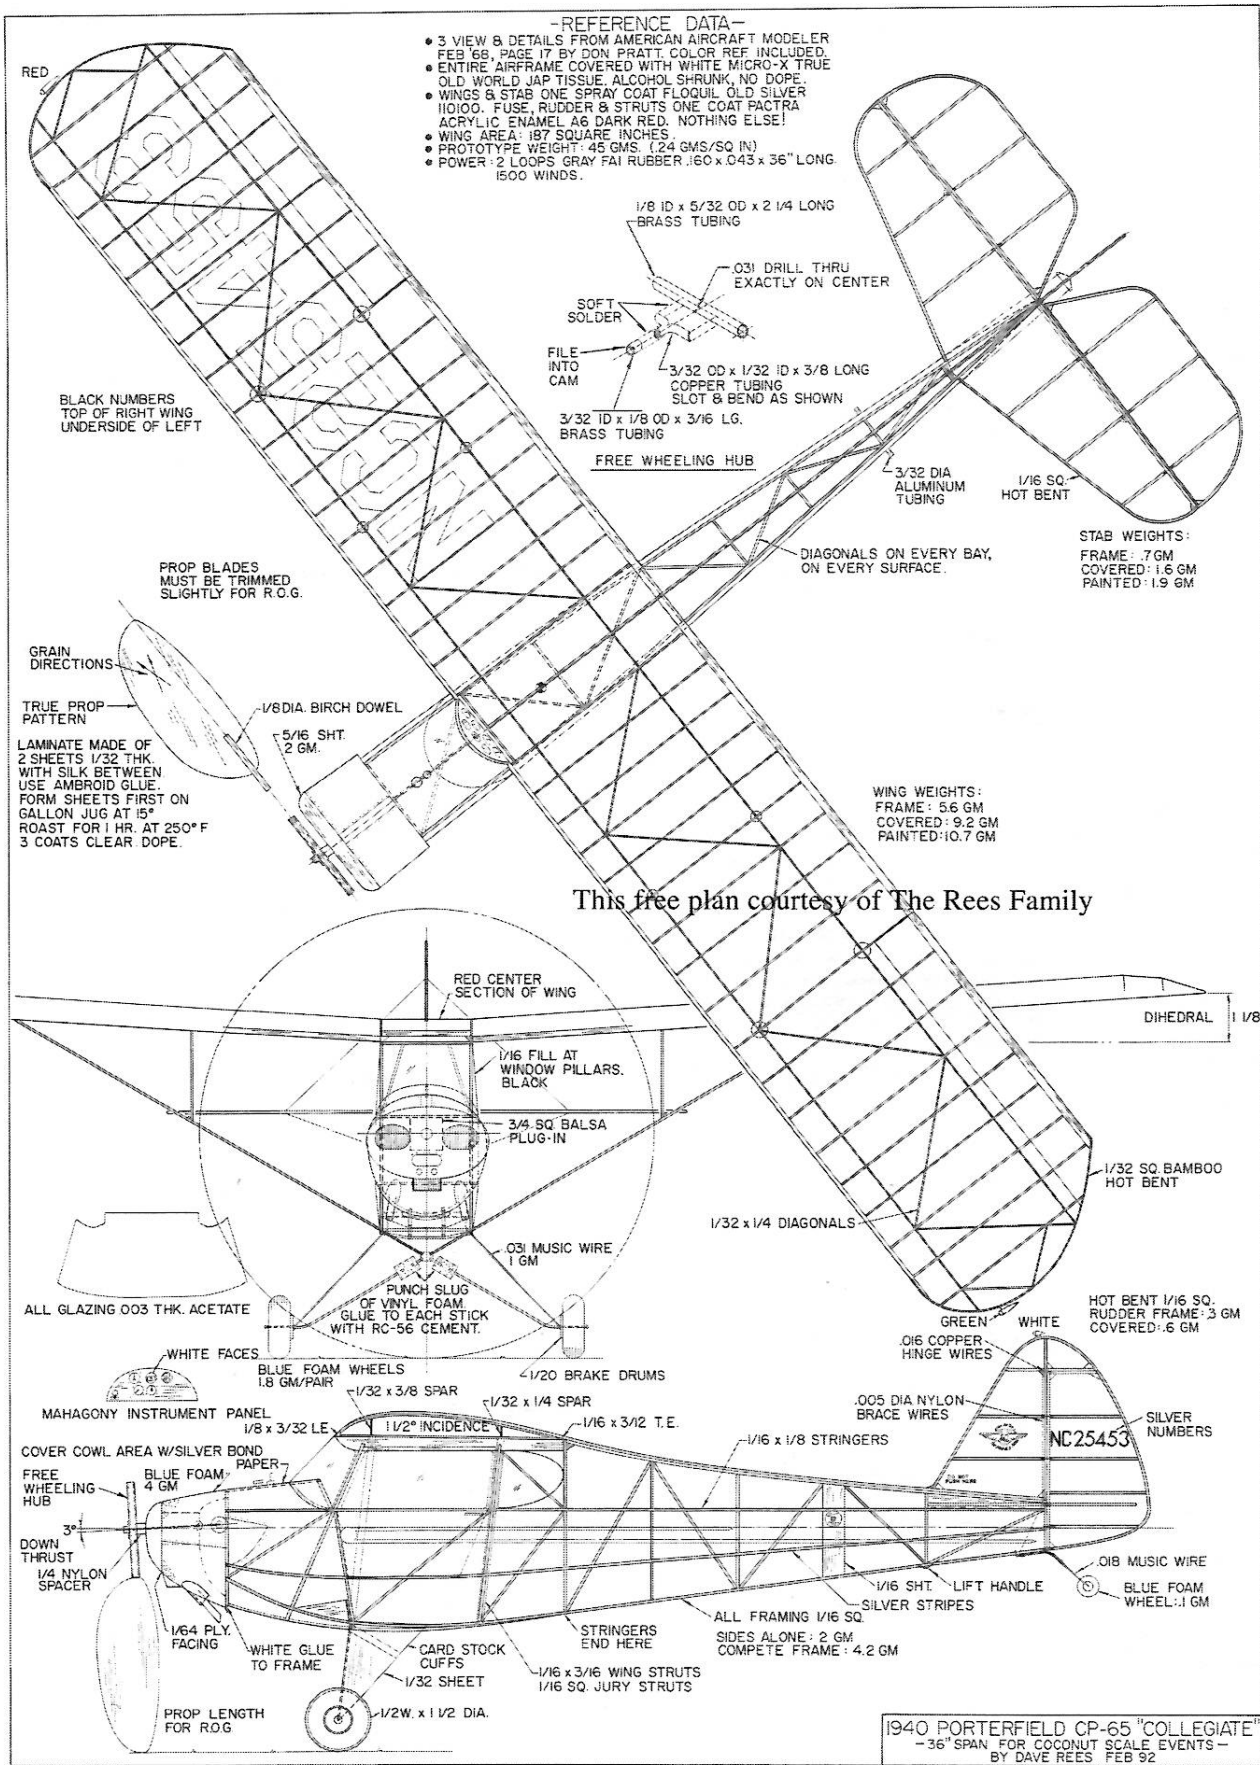 -REFERENCE DATA-
• 3 VIEW & DETAILS FROM AMERICAN AIRCRAFT MODELER
FEB '68, PAGE 17 BY DON PRATT. COLOR REF. INCLUDED.
• ENTIRE AIRFRAME COVERED WITH WHITE MICRO-X TRUE
OLD WORLD JAP TISSUE. ALCOHOL SHRUNK, NO DOPE.
• WINGS & STAB ONE SPRAY COAT FLOQUIL OLD SILVER
110100. FUSE, RUDDER & STRUTS ONE COAT PACTRA
ACRYLIC ENAMEL A6 DARK RED. NOTHING ELSE!
• WING AREA: 187 SQUARE INCHES.
• PROTOTYPE WEIGHT: 45 GMS. (.24 GMS/SQ IN)
• POWER: 2 LOOPS GRAY FAI RUBBER .160 x .043 x 36" LONG.
1500 WINDS.
RED
1/8 ID x 5/32 OD x 2 1/4 LONG
BRASS TUBING
.031 DRILL THRU
EXACTLY ON CENTER
SOFT
SOLDER
FILE
INTO
CAM
3/32 OD x 1/32 ID x 3/8 LONG
COPPER TUBING
SLOT & BEND AS SHOWN
3/32 ID x 1/8 OD x 3/16 LG.
BRASS TUBING
FREE WHEELING HUB
BLACK NUMBERS
TOP OF RIGHT WING
UNDERSIDE OF LEFT
NC25453
3/32 DIA
ALUMINUM
TUBING
1/16 SQ.
HOT BENT
STAB WEIGHTS:
FRAME: .7 GM
COVERED: 1.6 GM
PAINTED: 1.9 GM
DIAGONALS ON EVERY BAY,
ON EVERY SURFACE.
PROP BLADES
MUST BE TRIMMED
SLIGHTLY FOR R.O.G.
GRAIN
DIRECTIONS
TRUE PROP
PATTERN
1/8 DIA. BIRCH DOWEL
5/16 SHT.
2 GM.
LAMINATE MADE OF
2 SHEETS 1/32 THK.
WITH SILK BETWEEN.
USE AMBROID GLUE.
FORM SHEETS FIRST ON
GALLON JUG AT 15°
ROAST FOR 1 HR. AT 250° F
3 COATS CLEAR DOPE.
WING WEIGHTS:
FRAME: 5.6 GM
COVERED: 9.2 GM
PAINTED: 10.7 GM
This free plan courtesy of The Rees Family
RED CENTER
SECTION OF WING
DIHEDRAL 1 1/8
1/16 FILL AT
WINDOW PILLARS.
BLACK
3/4 SQ. BALSA
PLUG-IN
1/32 SQ. BAMBOO
HOT BENT
1/32 x 1/4 DIAGONALS
.031 MUSIC WIRE
1 GM
PUNCH SLUG
OF VINYL FOAM.
GLUE TO EACH STICK
WITH RC-56 CEMENT.
ALL GLAZING .003 THK. ACETATE
GREEN
WHITE
HOT BENT 1/16 SQ.
RUDDER FRAME: .3 GM
COVERED: .6 GM
.016 COPPER
HINGE WIRES
WHITE FACES
BLUE FOAM WHEELS
1.8 GM/PAIR
1/20 BRAKE DRUMS
1/32 x 3/8 SPAR
1/32 x 1/4 SPAR
.005 DIA NYLON
BRACE WIRES
MAHAGONY INSTRUMENT PANEL
1/8 x 3/32 LE
1 1/2° INCIDENCE
1/16 x 3/12 T.E.
SILVER
NUMBERS
NC25453
COVER COWL AREA W/SILVER BOND
PAPER
1/16 x 1/8 STRINGERS
FREE
WHEELING
HUB
BLUE FOAM
4 GM
DO NOT
PUSH HERE
3°
DOWN
THRUST
1/4 NYLON
SPACER
.018 MUSIC WIRE
BLUE FOAM
WHEEL: .1 GM
1/16 SHT.
LIFT HANDLE
SILVER STRIPES
1/64 PLY.
FACING
WHITE GLUE
TO FRAME
CARD STOCK
CUFFS
1/32 SHEET
STRINGERS
END HERE
ALL FRAMING 1/16 SQ.
SIDES ALONE: 2 GM
COMPETE FRAME: 4.2 GM
1/16 x 3/16 WING STRUTS
1/16 SQ. JURY STRUTS
PROP LENGTH
FOR R.O.G.
1/2 W. x 1 1/2 DIA.
1940 PORTERFIELD CP-65 "COLLEGIATE"
-36" SPAN FOR COCONUT SCALE EVENTS-
BY DAVE REES FEB 92